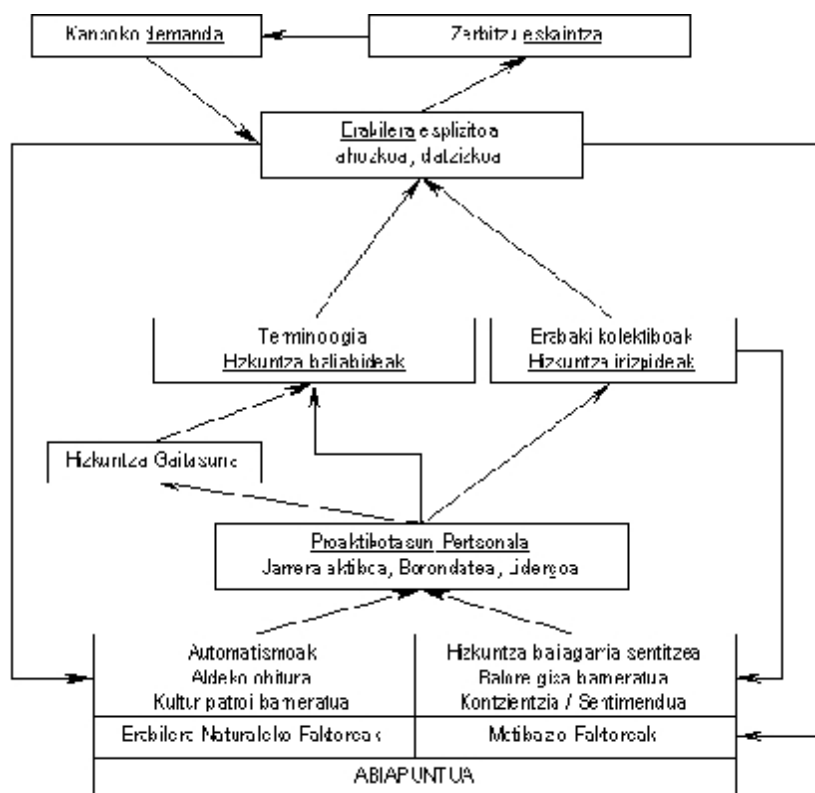 Kanpoko demanda
Zerbitzu eskaintza
Erabilera esplizitoa
ahozkoa, idatzizkoa
Terminologia
Hizkuntza baliabideak
Erabaki kolektiboak
Hizkuntza irizpideak
Hizkuntza Gaitasuna
Proaktibotasun Pertsonala
Jarrera aktiboa, Borondatea, Lidergoa
Automatismoak
Aldeko ohitura
Kultur patroi barneratua
Hizkuntza baliagarria sentitzea
Balore gisa barneratua
Kontzientzia / Sentimendua
Erabilera Naturaleko Faktoreak
Motibazio Faktoreak
ABIAPUNTUA